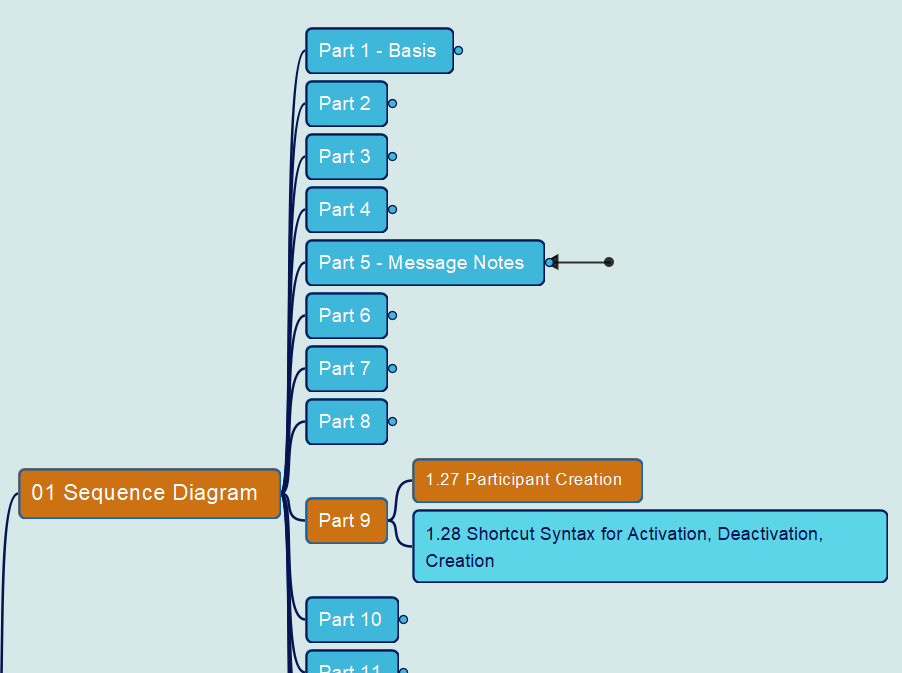 Part 1 - Basis
Part 2
Part 3
Part 4
Part 5 - Message Notes
Part 6
Part 7
Part 8
01 Sequence Diagram
Part 9
1.27 Participant Creation
1.28 Shortcut Syntax for Activation, Deactivation,
Creation
Part 10
Part 11